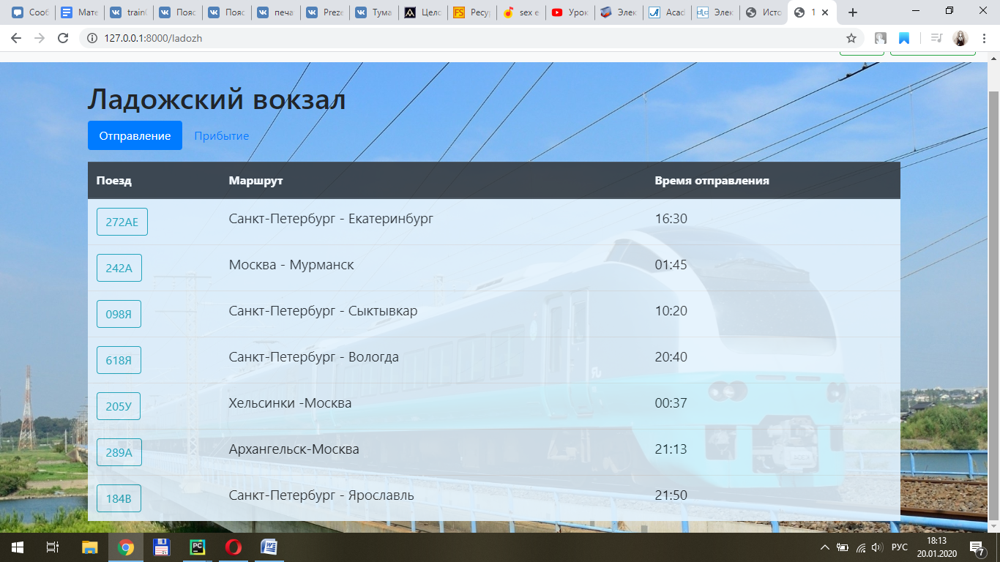 Сооб
Мате
train
Пояс
Пояс
печа
Preze
Тума
Цело
Ресур
sex e
Урок
Элек
Acad
Элек
Исто
1
127.0.0.1:8000/ladozh
Ладожский вокзал
Отправление Прибытие
Поезд Маршрут Время отправления
272АЕ Санкт-Петербург - Екатеринбург 16:30
242А Москва - Мурманск 01:45
098Я Санкт-Петербург - Сыктывкар 10:20
618Я Санкт-Петербург - Вологда 20:40
205У Хельсинки -Москва 00:37
289А Архангельск-Москва 21:13
184В Санкт-Петербург - Ярославль 21:50
РУС
18:13
20.01.2020
7